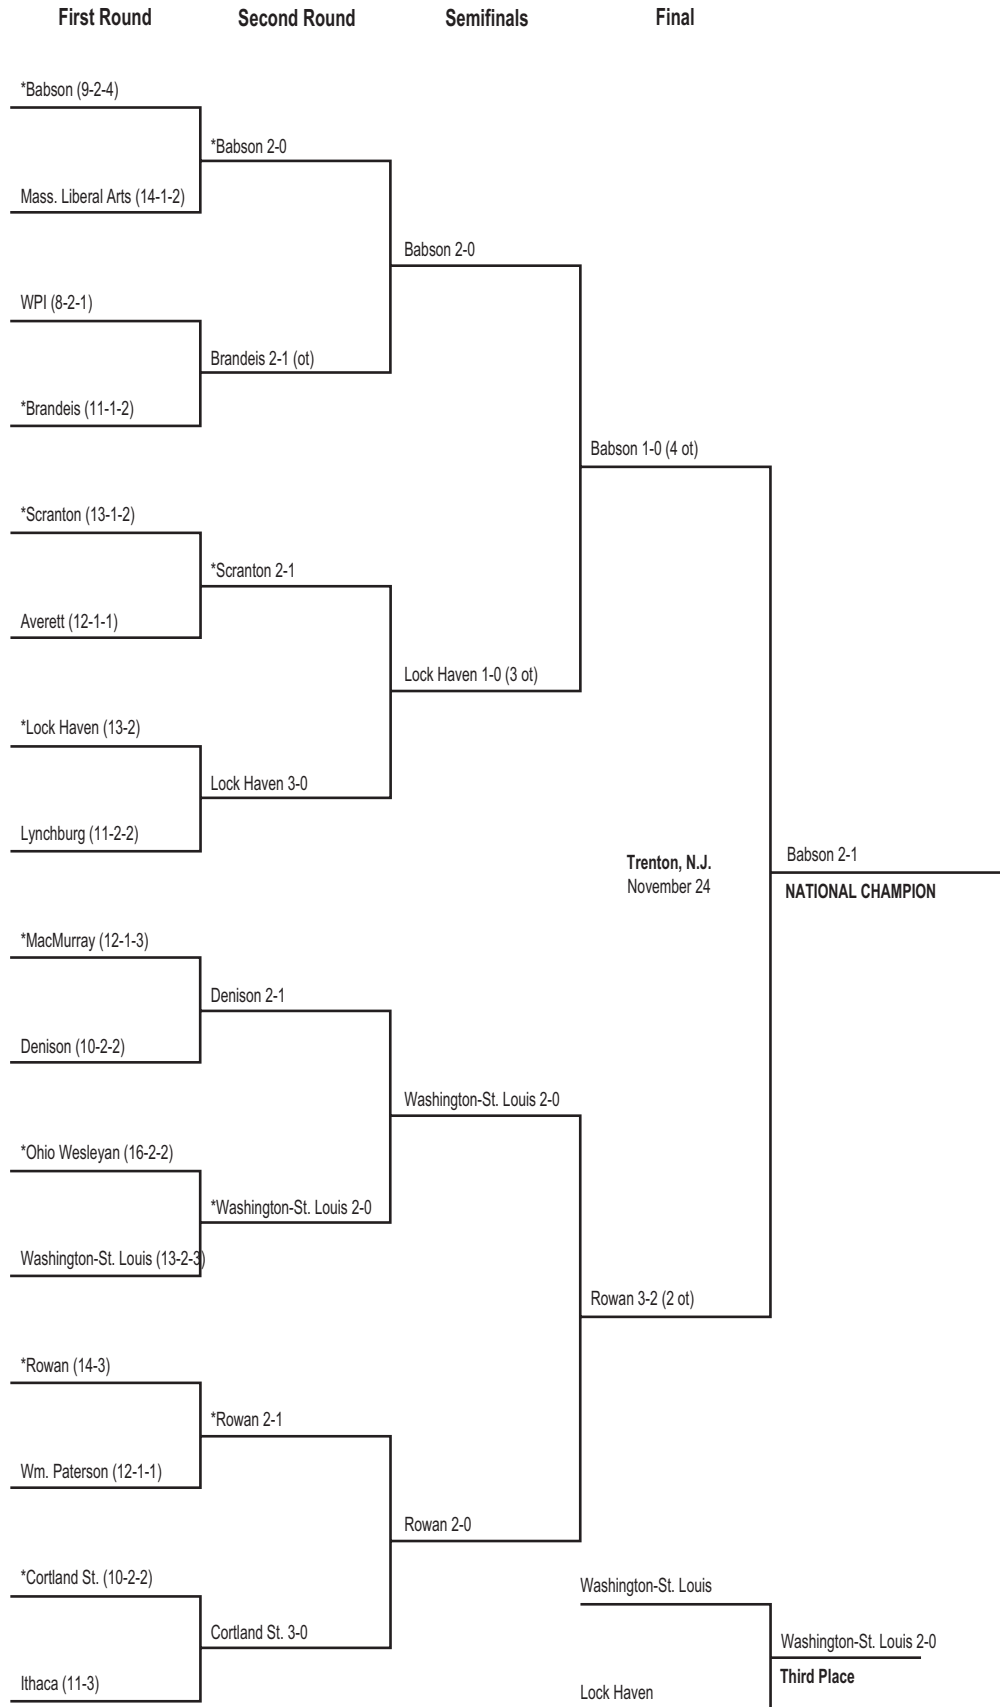 First Round Second Round Semifinals Final
*Babson (9-2-4)
*Babson 2-0
Mass. Liberal Arts (14-1-2)
Babson 2-0
WPI (8-2-1)
Brandeis 2-1 (ot)
*Brandeis (11-1-2)
Babson 1-0 (4 ot)
*Scranton (13-1-2)
*Scranton 2-1
Averett (12-1-1)
Lock Haven 1-0 (3 ot)
*Lock Haven (13-2)
Lock Haven 3-0
Lynchburg (11-2-2)
Babson 2-1
Trenton, N.J.
November 24
NATIONAL CHAMPION
*MacMurray (12-1-3)
Denison 2-1
Denison (10-2-2)
Washington-St. Louis 2-0
*Ohio Wesleyan (16-2-2)
*Washington-St. Louis 2-0
Washington-St. Louis (13-2-3)
Rowan 3-2 (2 ot)
*Rowan (14-3)
*Rowan 2-1
Wm. Paterson (12-1-1)
Rowan 2-0
*Cortland St. (10-2-2)
Cortland St. 3-0
Ithaca (11-3)
Washington-St. Louis
Washington-St. Louis 2-0
Third Place
Lock Haven